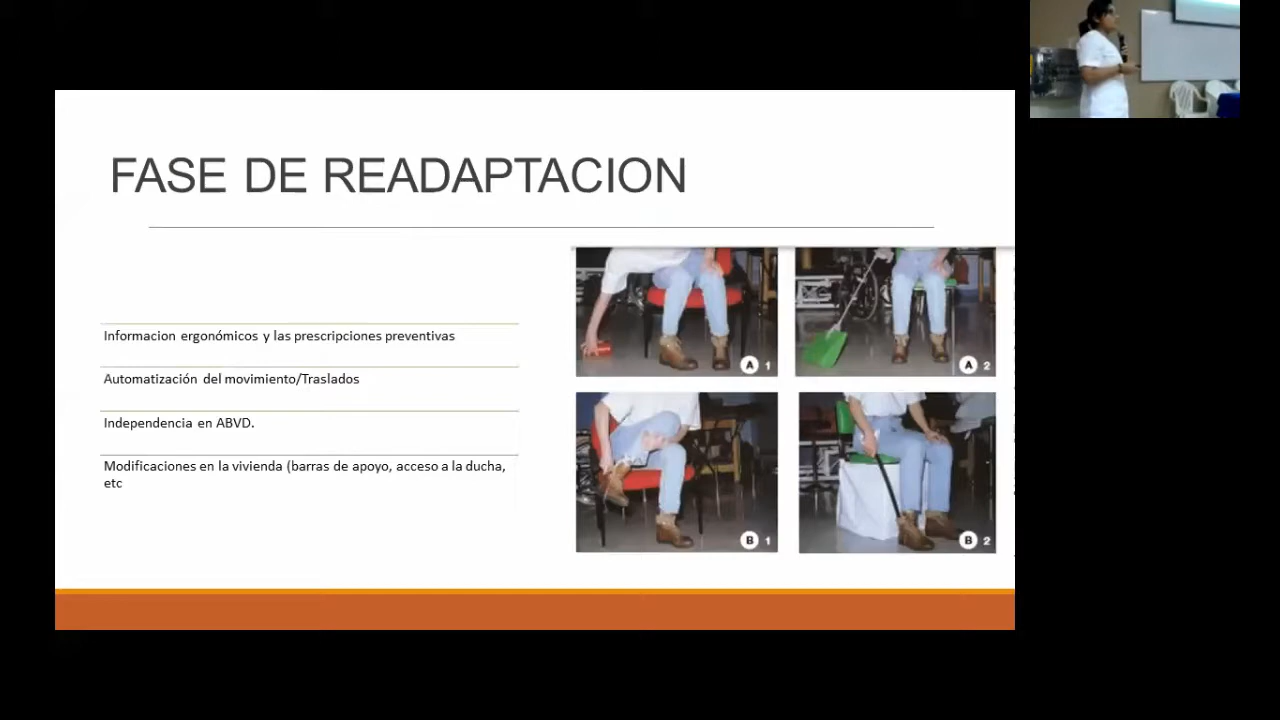 FASE DE READAPTACION
Informacion ergonómicos y las prescripciones preventivas
Automatización del movimiento/Traslados
Independencia en ABVD.
Modificaciones en la vivienda (barras de apoyo, acceso a la ducha,
etc
A 1
A 2
B 1
B 2